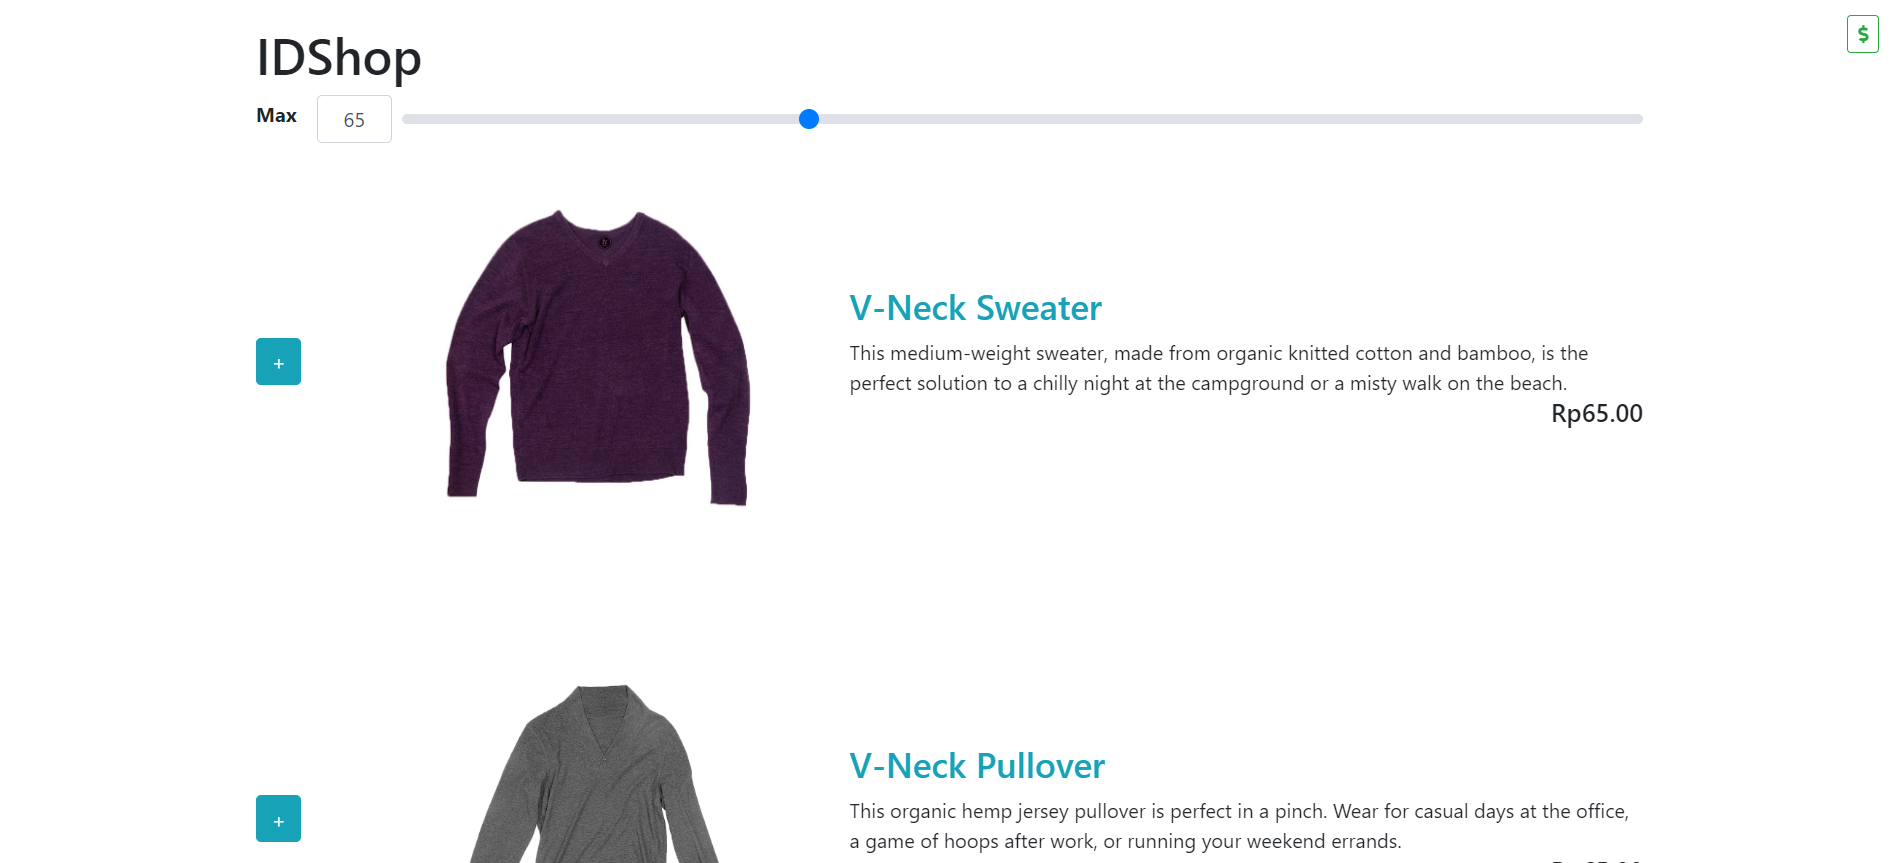 IDShop
$
Max 65
V-Neck Sweater
+
This medium-weight sweater, made from organic knitted cotton and bamboo, is the
perfect solution to a chilly night at the campground or a misty walk on the beach.
Rp65.00
V-Neck Pullover
+
This organic hemp jersey pullover is perfect in a pinch. Wear for casual days at the office,
a game of hoops after work, or running your weekend errands.